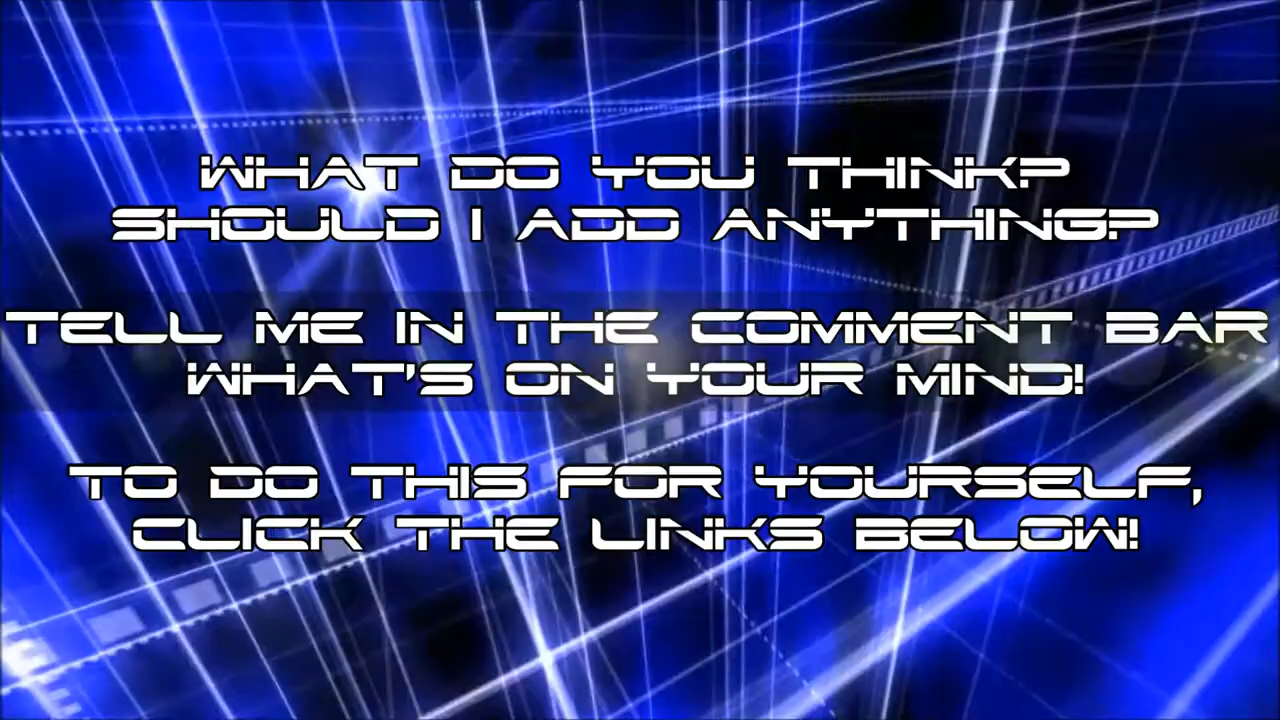 WHAT DO YOU THINK?
SHOULD I ADD ANYTHING?
TELL ME IN THE COMMENT BAR
WHAT'S ON YOUR MIND!
TO DO THIS FOR YOURSELF,
CLICK THE LINKS BELOW!